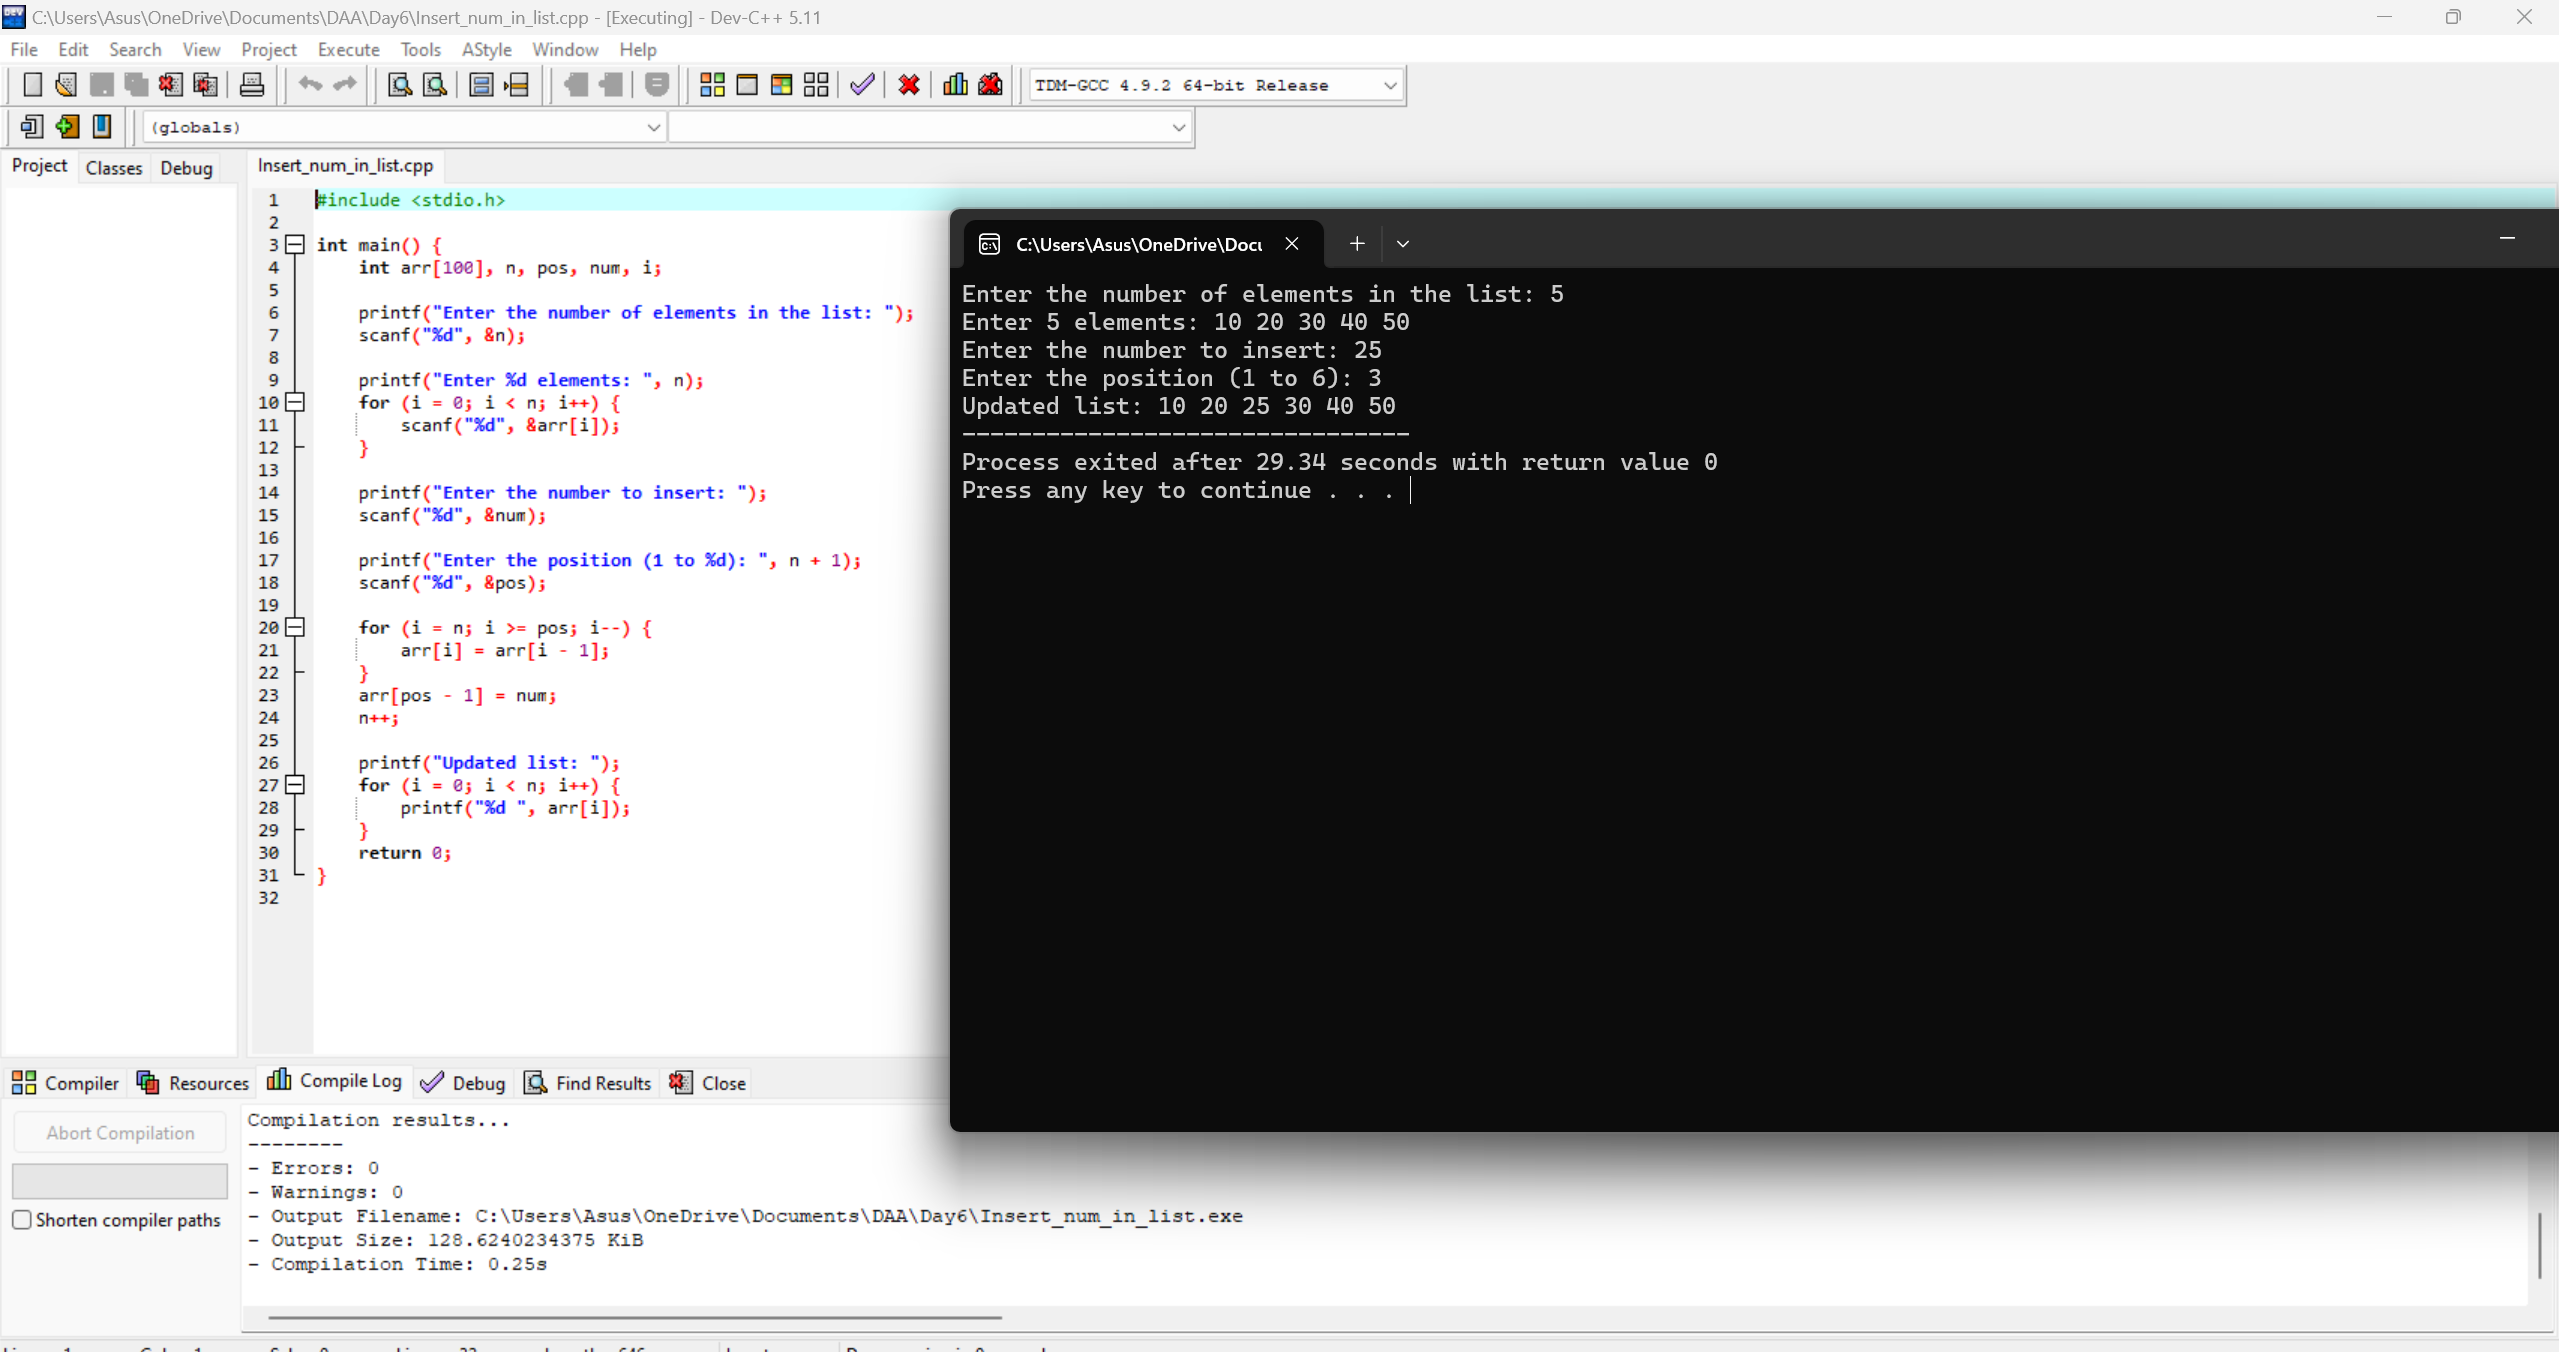 C:\Users\Asus\OneDrive\Documents\DAA\Day6\Insert_num_in_list.cpp - [Executing] - Dev-C++ 5.11
File Edit Search View Project Execute Tools AStyle Window Help
TDM-GCC 4.9.2 64-bit Release
(globals)
Project Classes Debug
Insert_num_in_list.cpp
1 #include <stdio.h>
2
3 int main() {
4 int arr[100], n, pos, num, i;
5
6 printf("Enter the number of elements in the list: ");
7 scanf("%d", &n);
8
9 printf("Enter %d elements: ", n);
10 for (i = 0; i < n; i++) {
11 scanf("%d", &arr[i]);
12 }
13
14 printf("Enter the number to insert: ");
15 scanf("%d", &num);
16
17 printf("Enter the position (1 to %d): ", n + 1);
18 scanf("%d", &pos);
19
20 for (i = n; i >= pos; i--) {
21 arr[i] = arr[i - 1];
22 }
23 arr[pos - 1] = num;
24 n++;
25
26 printf("Updated list: ");
27 for (i = 0; i < n; i++) {
28 printf("%d ", arr[i]);
29 }
30 return 0;
31 }
32
C:\Users\Asus\OneDrive\Docu
Enter the number of elements in the list: 5
Enter 5 elements: 10 20 30 40 50
Enter the number to insert: 25
Enter the position (1 to 6): 3
Updated list: 10 20 25 30 40 50
--------------------------------
Process exited after 29.34 seconds with return value 0
Press any key to continue . . .
Compiler Resources Compile Log Debug Find Results Close
Abort Compilation
Shorten compiler paths
Compilation results...
--------
- Errors: 0
- Warnings: 0
- Output Filename: C:\Users\Asus\OneDrive\Documents\DAA\Day6\Insert_num_in_list.exe
- Output Size: 128.6240234375 KiB
- Compilation Time: 0.25s